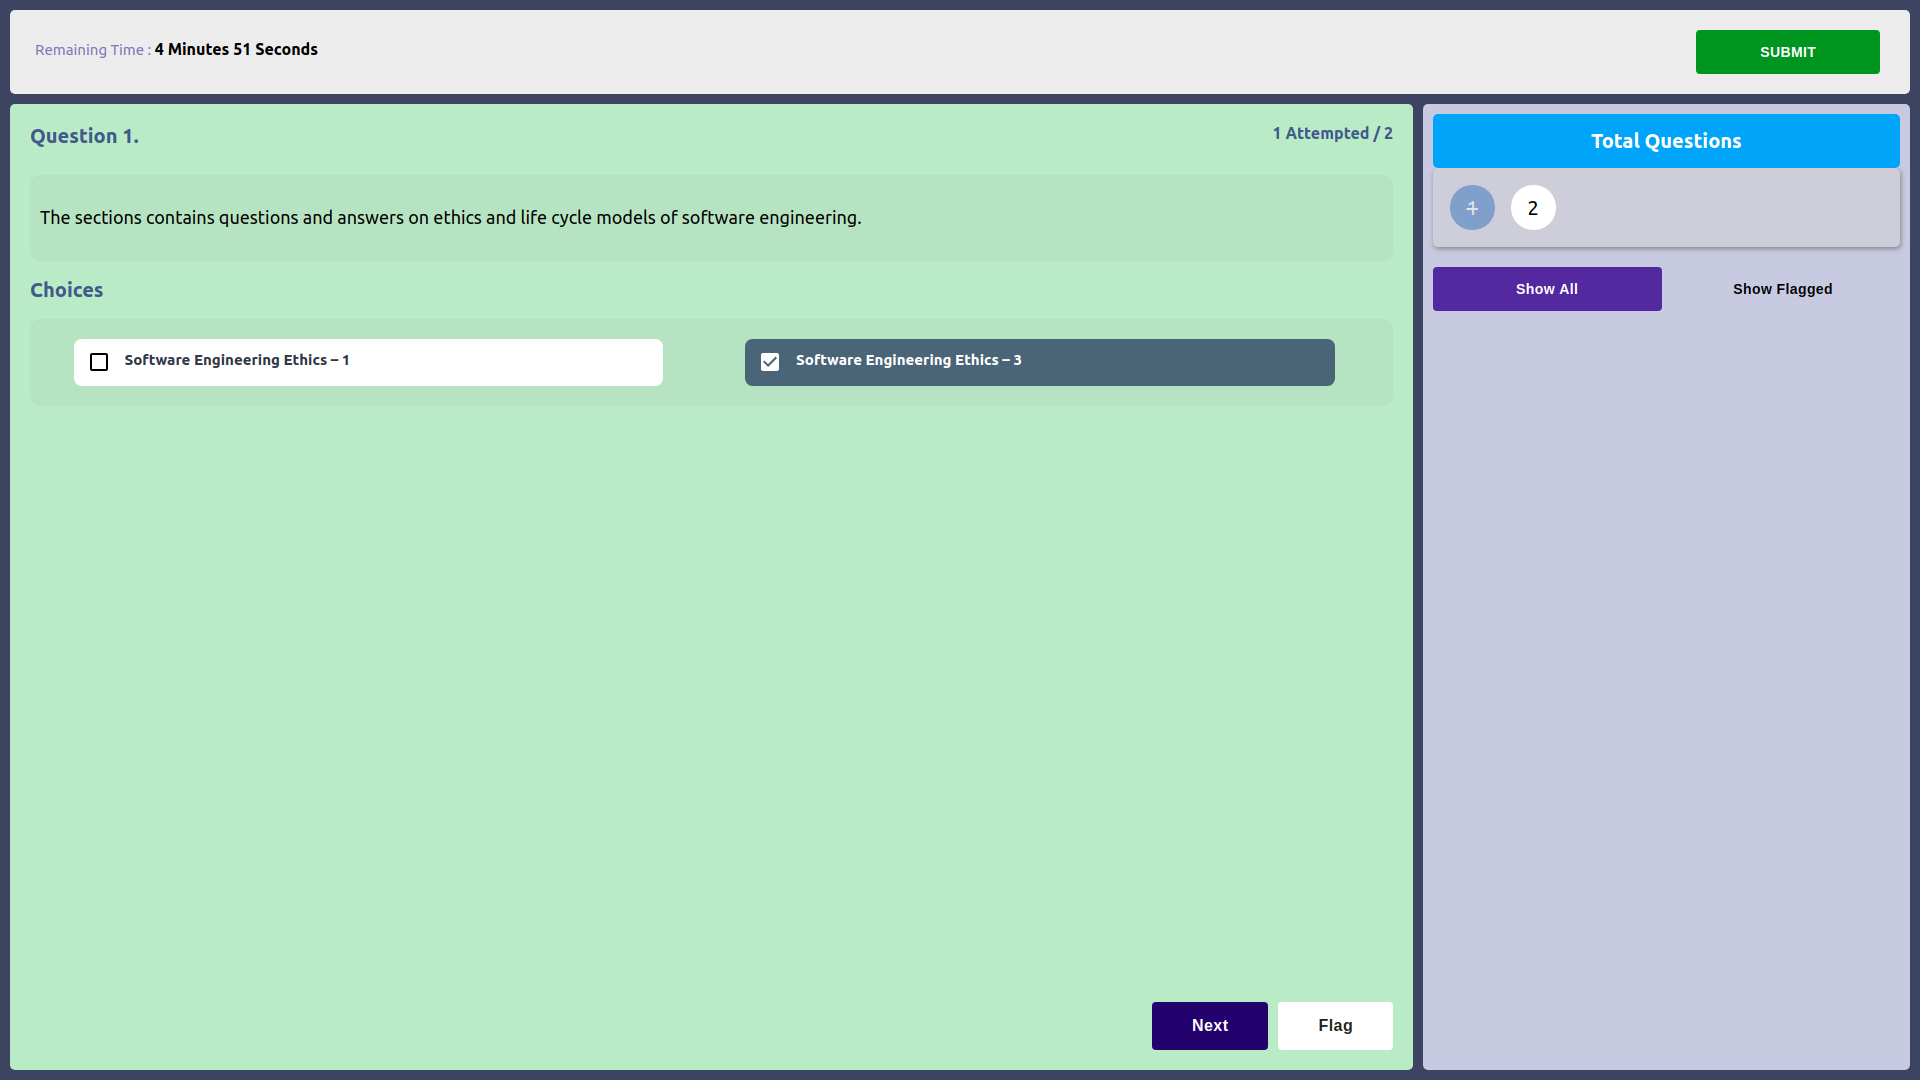 Remaining Time : 4 Minutes 51 Seconds
SUBMIT
Question 1.
1 Attempted / 2
The sections contains questions and answers on ethics and life cycle models of software engineering.
Choices
Software Engineering Ethics – 1
Software Engineering Ethics – 3
Next
Flag
Total Questions
1
2
Show All
Show Flagged